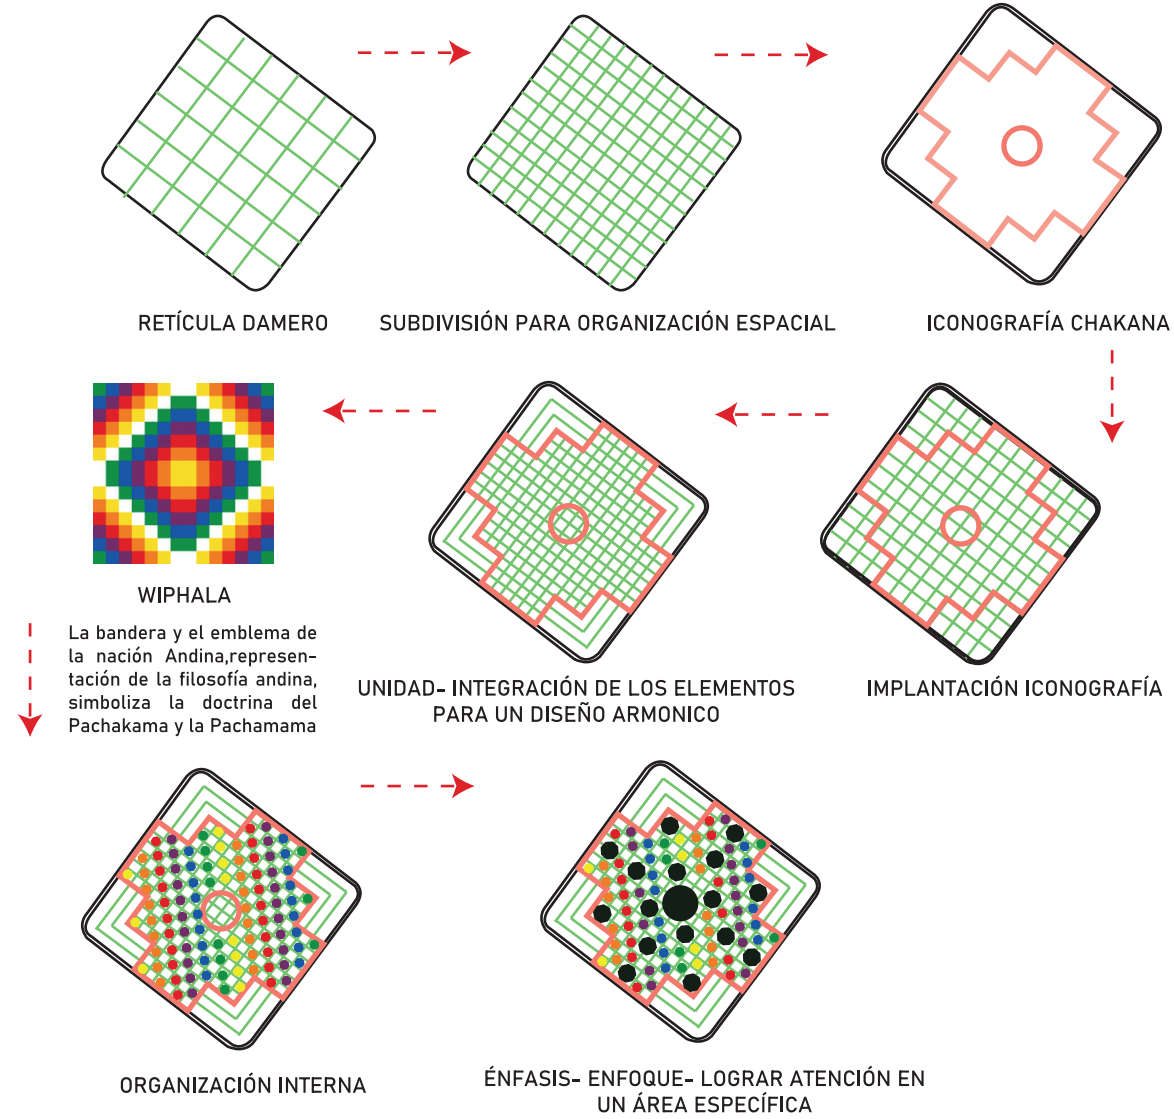 RETÍCULA DAMERO
SUBDIVISIÓN PARA ORGANIZACIÓN ESPACIAL
ICONOGRAFÍA CHAKANA
IMPLANTACIÓN ICONOGRAFÍA
UNIDAD- INTEGRACIÓN DE LOS ELEMENTOS
PARA UN DISEÑO ARMONICO
WIPHALA
La bandera y el emblema de
la nación Andina,represen-
tación de la filosofía andina,
simboliza la doctrina del
Pachakama y la Pachamama
ORGANIZACIÓN INTERNA
ÉNFASIS- ENFOQUE- LOGRAR ATENCIÓN EN
UN ÁREA ESPECÍFICA